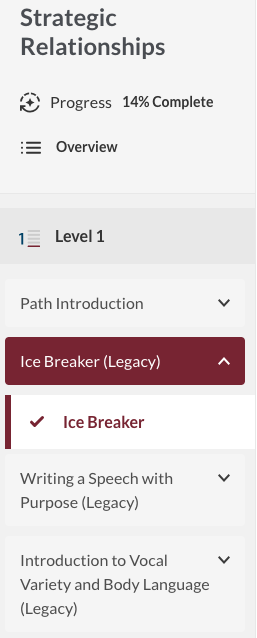 Strategic
Relationships
Progress 14% Complete
Overview
1 Level 1
Path Introduction
Ice Breaker (Legacy)
Ice Breaker
Writing a Speech with
Purpose (Legacy)
Introduction to Vocal
Variety and Body Language
(Legacy)